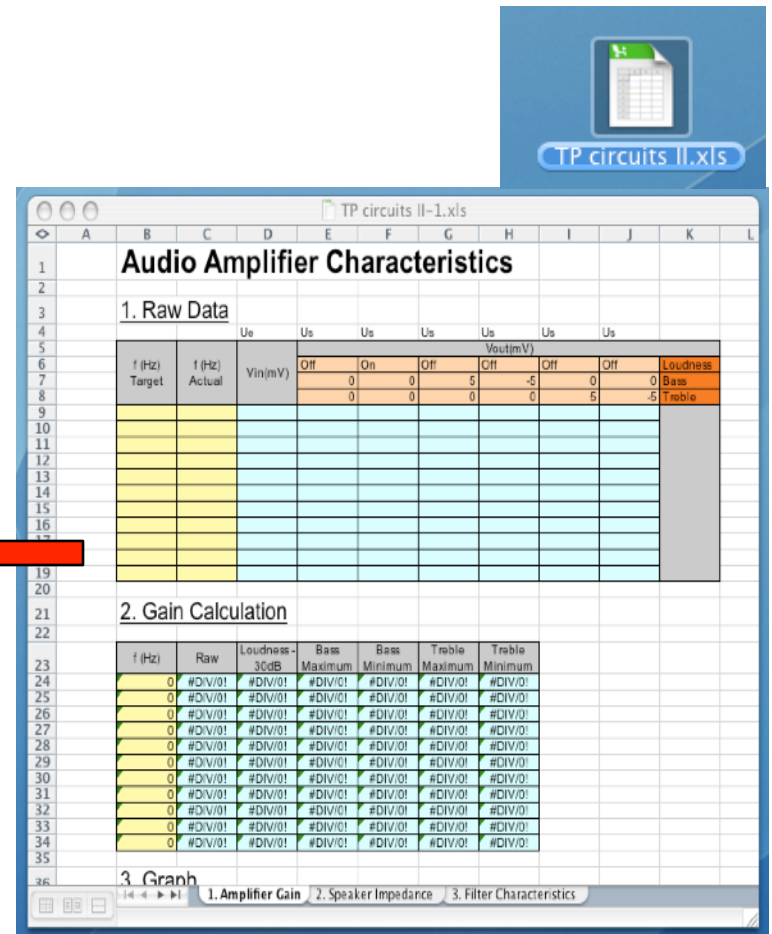 TP circuits II.xls
TP circuits II-1.xls
A B C D E F G H I J K L
1 Audio Amplifier Characteristics
2
3 1. Raw Data
4 Ue Us Us Us Us Us Us
5 Vout(mV)
6 f (Hz) f (Hz) Vin(mV) Off On Off Off Off Off Loudness
7 Target Actual 0 0 5 -5 0 0 Bass
8 0 0 0 0 5 -5 Treble
9
10
11
12
13
14
15
16
19
20
21 2. Gain Calculation
22
f (Hz) Raw Loudness - Bass Bass Treble Treble
23 30dB Maximum Minimum Maximum Minimum
24 0 #DIV/0! #DIV/0! #DIV/0! #DIV/0! #DIV/0! #DIV/0!
25 0 #DIV/0! #DIV/0! #DIV/0! #DIV/0! #DIV/0! #DIV/0!
26 0 #DIV/0! #DIV/0! #DIV/0! #DIV/0! #DIV/0! #DIV/0!
27 0 #DIV/0! #DIV/0! #DIV/0! #DIV/0! #DIV/0! #DIV/0!
28 0 #DIV/0! #DIV/0! #DIV/0! #DIV/0! #DIV/0! #DIV/0!
29 0 #DIV/0! #DIV/0! #DIV/0! #DIV/0! #DIV/0! #DIV/0!
30 0 #DIV/0! #DIV/0! #DIV/0! #DIV/0! #DIV/0! #DIV/0!
31 0 #DIV/0! #DIV/0! #DIV/0! #DIV/0! #DIV/0! #DIV/0!
32 0 #DIV/0! #DIV/0! #DIV/0! #DIV/0! #DIV/0! #DIV/0!
33 0 #DIV/0! #DIV/0! #DIV/0! #DIV/0! #DIV/0! #DIV/0!
34 0 #DIV/0! #DIV/0! #DIV/0! #DIV/0! #DIV/0! #DIV/0!
35
36 3. Graph
1. Amplifier Gain 2. Speaker Impedance 3. Filter Characteristics